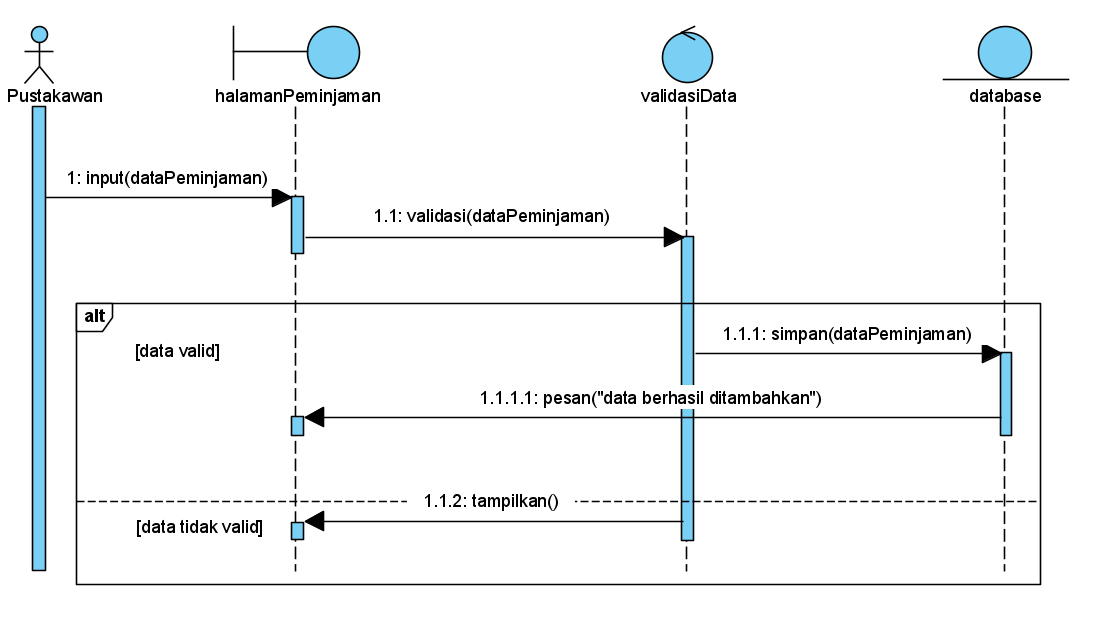 Pustakawan
halamanPeminjaman
validasiData
database
1: input(dataPeminjaman)
1.1: validasi(dataPeminjaman)
alt
1.1.1: simpan(dataPeminjaman)
[data valid]
1.1.1.1: pesan("data berhasil ditambahkan")
1.1.2: tampilkan()
[data tidak valid]